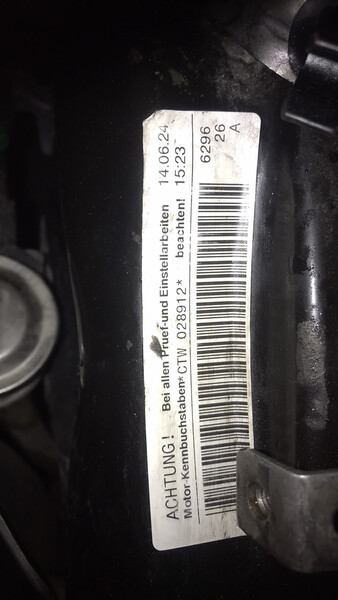 ACHTUNG! Bei allen Pruef-und Einstellarbeiten 14.06.24
Motor-Kennbuchstaben*CTW 028912* beachten! 15:23
6296
26
A